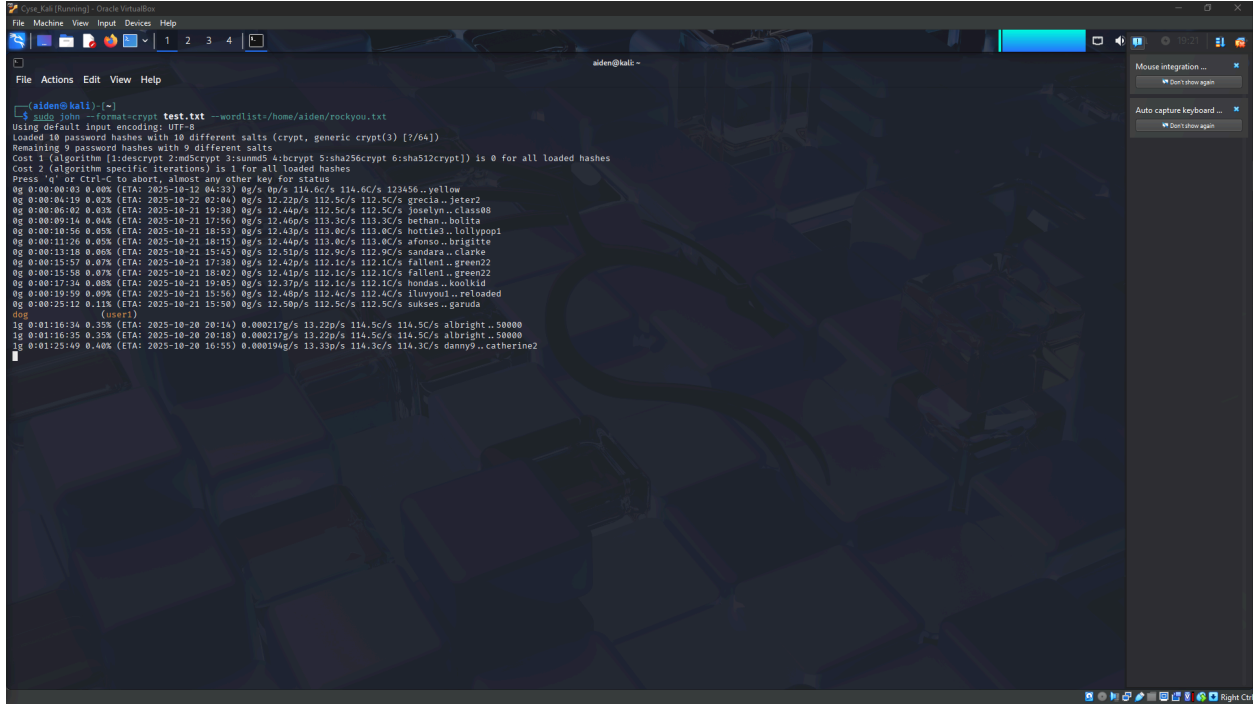 Cyse_Kali [Running] - Oracle VirtualBox
File Machine View Input Devices Help
1 2 3 4
19:21
aiden@kali: ~
File Actions Edit View Help
Mouse integration ...
Don't show again
Auto capture keyboard ...
Don't show again
┌──(aiden㉿kali)-[~]
└─$ sudo john --format=crypt test.txt --wordlist=/home/aiden/rockyou.txt
Using default input encoding: UTF-8
Loaded 10 password hashes with 10 different salts (crypt, generic crypt(3) [?/64])
Remaining 9 password hashes with 9 different salts
Cost 1 (algorithm [1:descrypt 2:md5crypt 3:sunmd5 4:bcrypt 5:sha256crypt 6:sha512crypt]) is 0 for all loaded hashes
Cost 2 (algorithm specific iterations) is 1 for all loaded hashes
Press 'q' or Ctrl-C to abort, almost any other key for status
0g 0:00:00:03 0.00% (ETA: 2025-10-12 04:33) 0g/s 0p/s 114.6c/s 114.6C/s 123456..yellow
0g 0:00:04:19 0.02% (ETA: 2025-10-22 02:04) 0g/s 12.22p/s 112.5c/s 112.5C/s grecia..jeter2
0g 0:00:06:02 0.03% (ETA: 2025-10-21 19:38) 0g/s 12.44p/s 112.5c/s 112.5C/s joselyn..class08
0g 0:00:09:14 0.04% (ETA: 2025-10-21 17:56) 0g/s 12.46p/s 113.3c/s 113.3C/s bethan..bolita
0g 0:00:10:56 0.05% (ETA: 2025-10-21 18:53) 0g/s 12.43p/s 113.0c/s 113.0C/s hottie3..lollypop1
0g 0:00:11:26 0.05% (ETA: 2025-10-21 18:15) 0g/s 12.44p/s 113.0c/s 113.0C/s afonso..brigitte
0g 0:00:13:18 0.06% (ETA: 2025-10-21 15:45) 0g/s 12.51p/s 112.9c/s 112.9C/s sandara..clarke
0g 0:00:15:57 0.07% (ETA: 2025-10-21 17:38) 0g/s 12.42p/s 112.1c/s 112.1C/s fallen1..green22
0g 0:00:15:58 0.07% (ETA: 2025-10-21 18:02) 0g/s 12.41p/s 112.1c/s 112.1C/s fallen1..green22
0g 0:00:17:34 0.08% (ETA: 2025-10-21 19:05) 0g/s 12.37p/s 112.1c/s 112.1C/s hondas..koolkid
0g 0:00:19:59 0.09% (ETA: 2025-10-21 15:56) 0g/s 12.48p/s 112.4c/s 112.4C/s iluvyou1..reloaded
0g 0:00:25:12 0.11% (ETA: 2025-10-21 15:50) 0g/s 12.50p/s 112.5c/s 112.5C/s sukses..garuda
dog (user1)
1g 0:01:16:34 0.35% (ETA: 2025-10-20 20:14) 0.000217g/s 13.22p/s 114.5c/s 114.5C/s albright..50000
1g 0:01:16:35 0.35% (ETA: 2025-10-20 20:18) 0.000217g/s 13.22p/s 114.5c/s 114.5C/s albright..50000
1g 0:01:25:49 0.40% (ETA: 2025-10-20 16:55) 0.000194g/s 13.33p/s 114.3c/s 114.3C/s danny9..catherine2
Right Ctrl